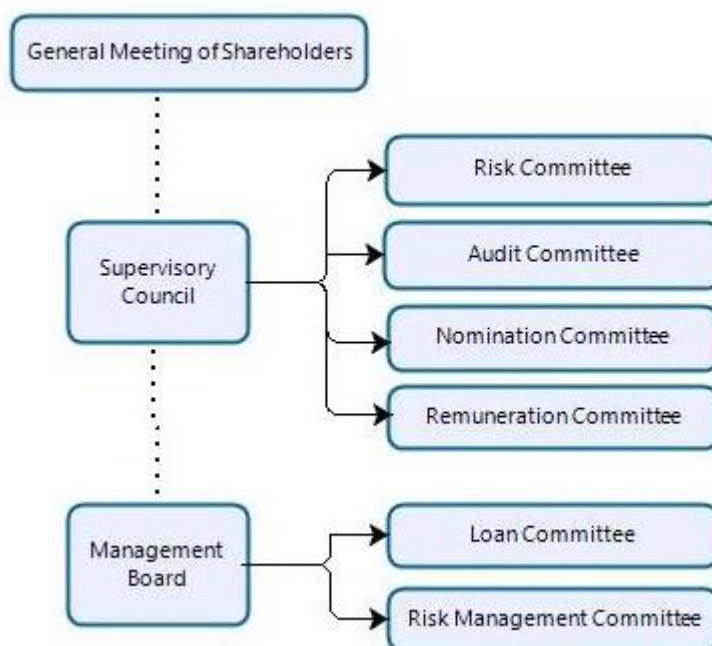 General Meeting of Shareholders
Risk Committee
Supervisory
Council
Audit Committee
Nomination Committee
Remuneration Committee
Management
Board
Loan Committee
Risk Management Committee